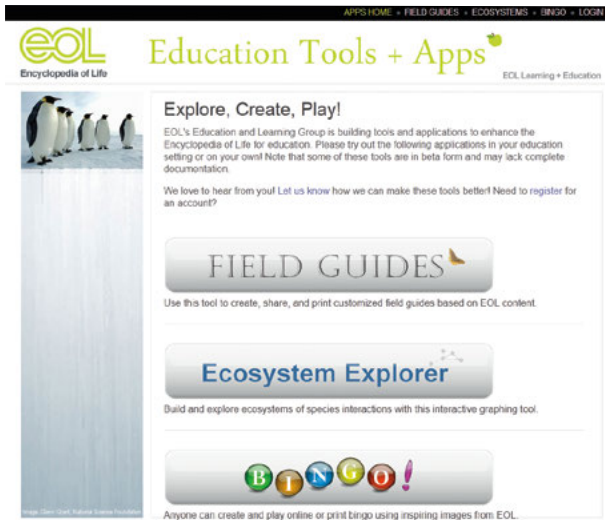 APPS HOME + FIELD GUIDES + ECOSYSTEMS + BINGO + LOGIN
eol
Encyclopedia of Life
Education Tools + Apps
EOL Learning + Education
Explore, Create, Play!
EOL's Education and Learning Group is building tools and applications to enhance the
Encyclopedia of Life for education. Please try out the following applications in your education
setting or on your own! Note that some of these tools are in beta form and may lack complete
documentation.
We love to hear from you! Let us know how we can make these tools better! Need to register for
an account?
FIELD GUIDES
Use this tool to create, share, and print customized field guides based on EOL content.
Ecosystem Explorer
Build and explore ecosystems of species interactions with this interactive graphing tool.
BINGO!
Anyone can create and play online or print bingo using inspiring images from EOL.
Image: Glenn Grant, National Science Foundation